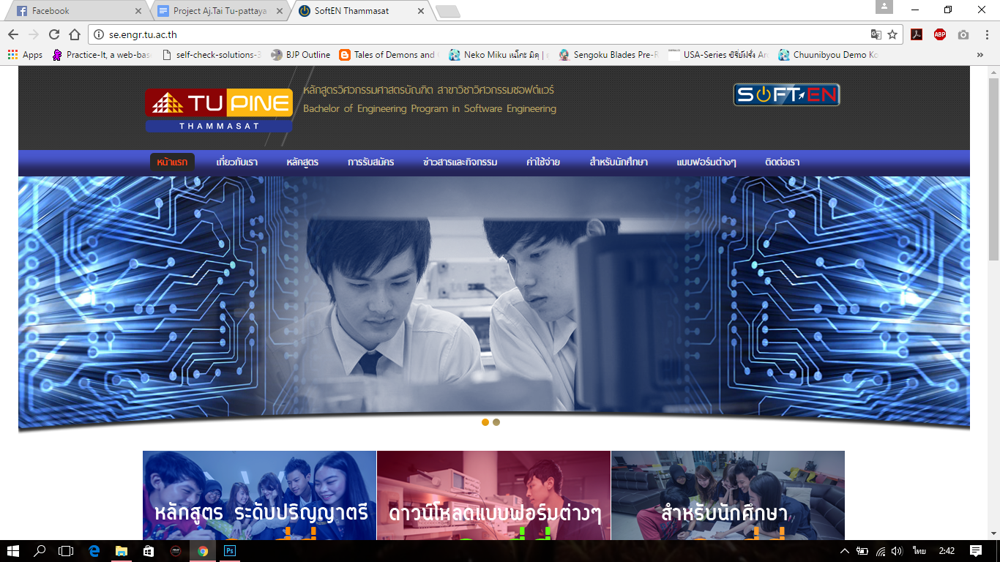 Facebook
Project Aj.Tai Tu-pattaya
SoftEN Thammasat
se.engr.tu.ac.th
ABP
Apps
Practice-It, a web-bas
self-check-solutions-3
BJP Outline
Tales of Demons and
Neko Miku เนโกะ มิคุ |
Sengoku Blades Pre-R
USA-Series ซีรี่ย์ฝรั่ง
Chuunibyou Demo Ko
TU PINE
THAMMASAT
หลักสูตรวิศวกรรมศาสตรบัณฑิต สาขาวิชาวิศวกรรมซอฟต์แวร์
Bachelor of Engineering Program in Software Engineering
SOFT EN
หน้าแรก
เกี่ยวกับเรา
หลักสูตร
การรับสมัคร
ข่าวสารและกิจกรรม
ค่าใช้จ่าย
สำหรับนักศึกษา
แบบฟอร์มต่างๆ
ติดต่อเรา
หลักสูตร ระดับปริญญาตรี
ดาวน์โหลดแบบฟอร์มต่างๆ
สำหรับนักศึกษา
Ps
ไทย
2:42